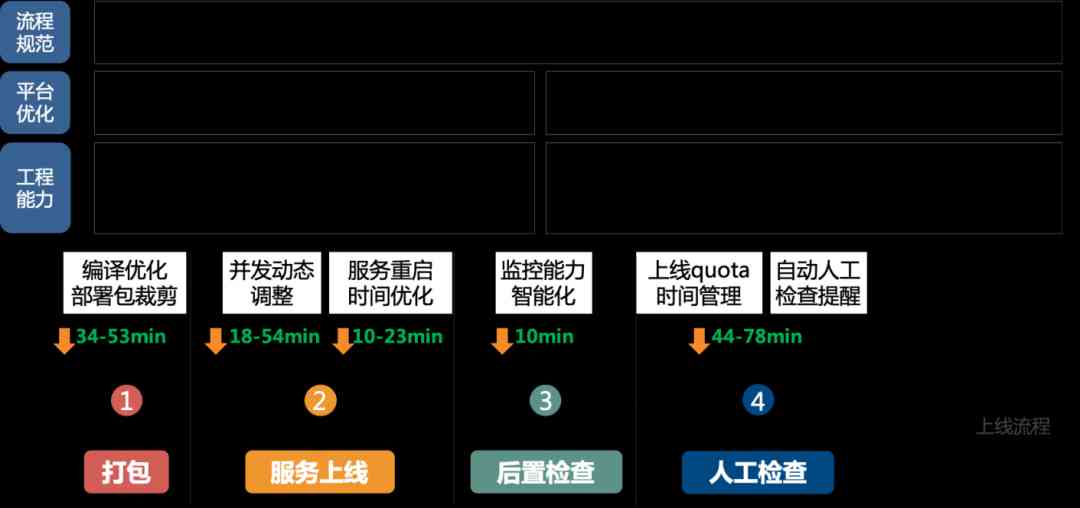 流程
规范
平台
优化
工程
能力
编译优化
部署包裁剪
并发动态
调整
服务重启
时间优化
监控能力
智能化
上线quota
时间管理
自动人工
检查提醒
34-53min
18-54min
10-23min
10min
44-78min
1
2
3
4
上线流程
打包
服务上线
后置检查
人工检查